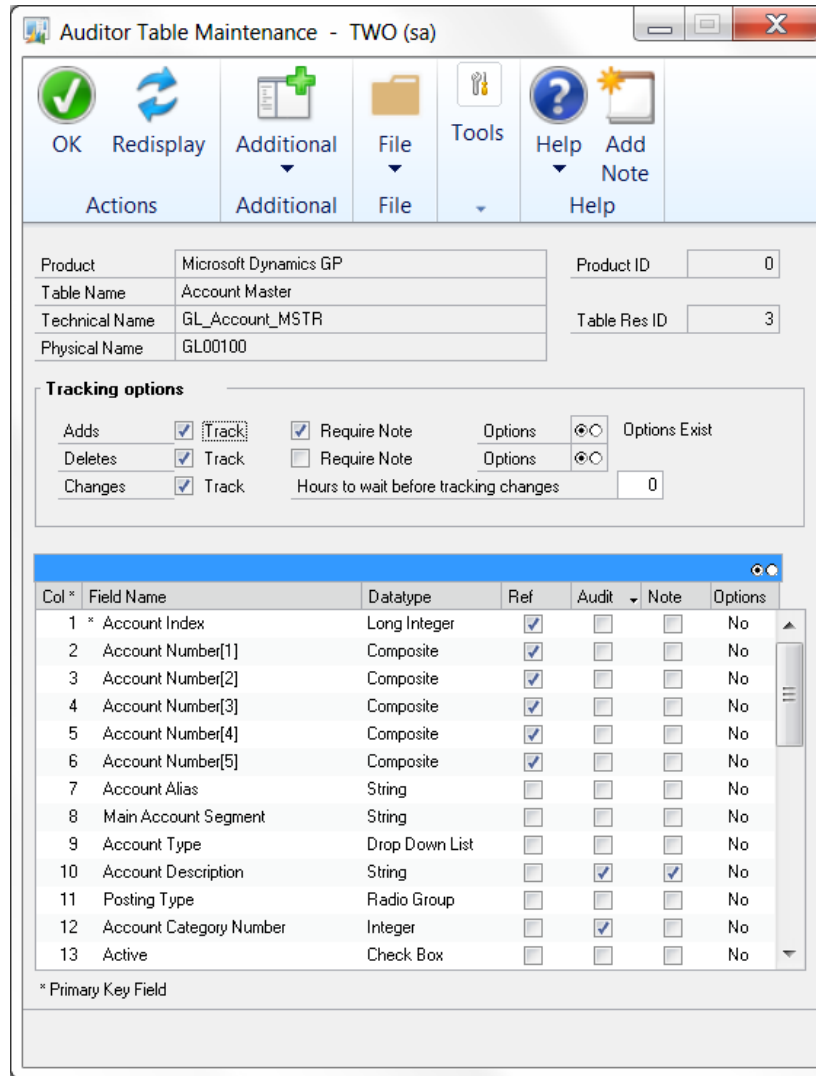 Auditor Table Maintenance - TWO (sa)
OK Redisplay Additional File Tools Help Add Note
Actions Additional File Help
Product Microsoft Dynamics GP Product ID 0
Table Name Account Master
Technical Name GL_Account_MSTR Table Res ID 3
Physical Name GL00100
Tracking options
Adds Track Require Note Options Options Exist
Deletes Track Require Note Options
Changes Track Hours to wait before tracking changes 0
Col * Field Name Datatype Ref Audit Note Options
1 * Account Index Long Integer No
2 Account Number[1] Composite No
3 Account Number[2] Composite No
4 Account Number[3] Composite No
5 Account Number[4] Composite No
6 Account Number[5] Composite No
7 Account Alias String No
8 Main Account Segment String No
9 Account Type Drop Down List No
10 Account Description String No
11 Posting Type Radio Group No
12 Account Category Number Integer No
13 Active Check Box No
* Primary Key Field